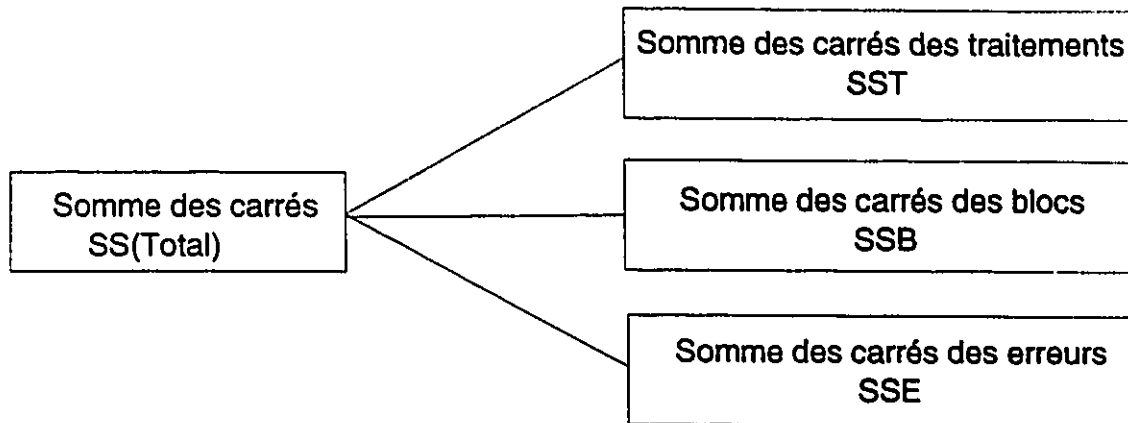 Somme des carrés des traitements
SST
Somme des carrés
SS(Total)
Somme des carrés des blocs
SSB
Somme des carrés des erreurs
SSE